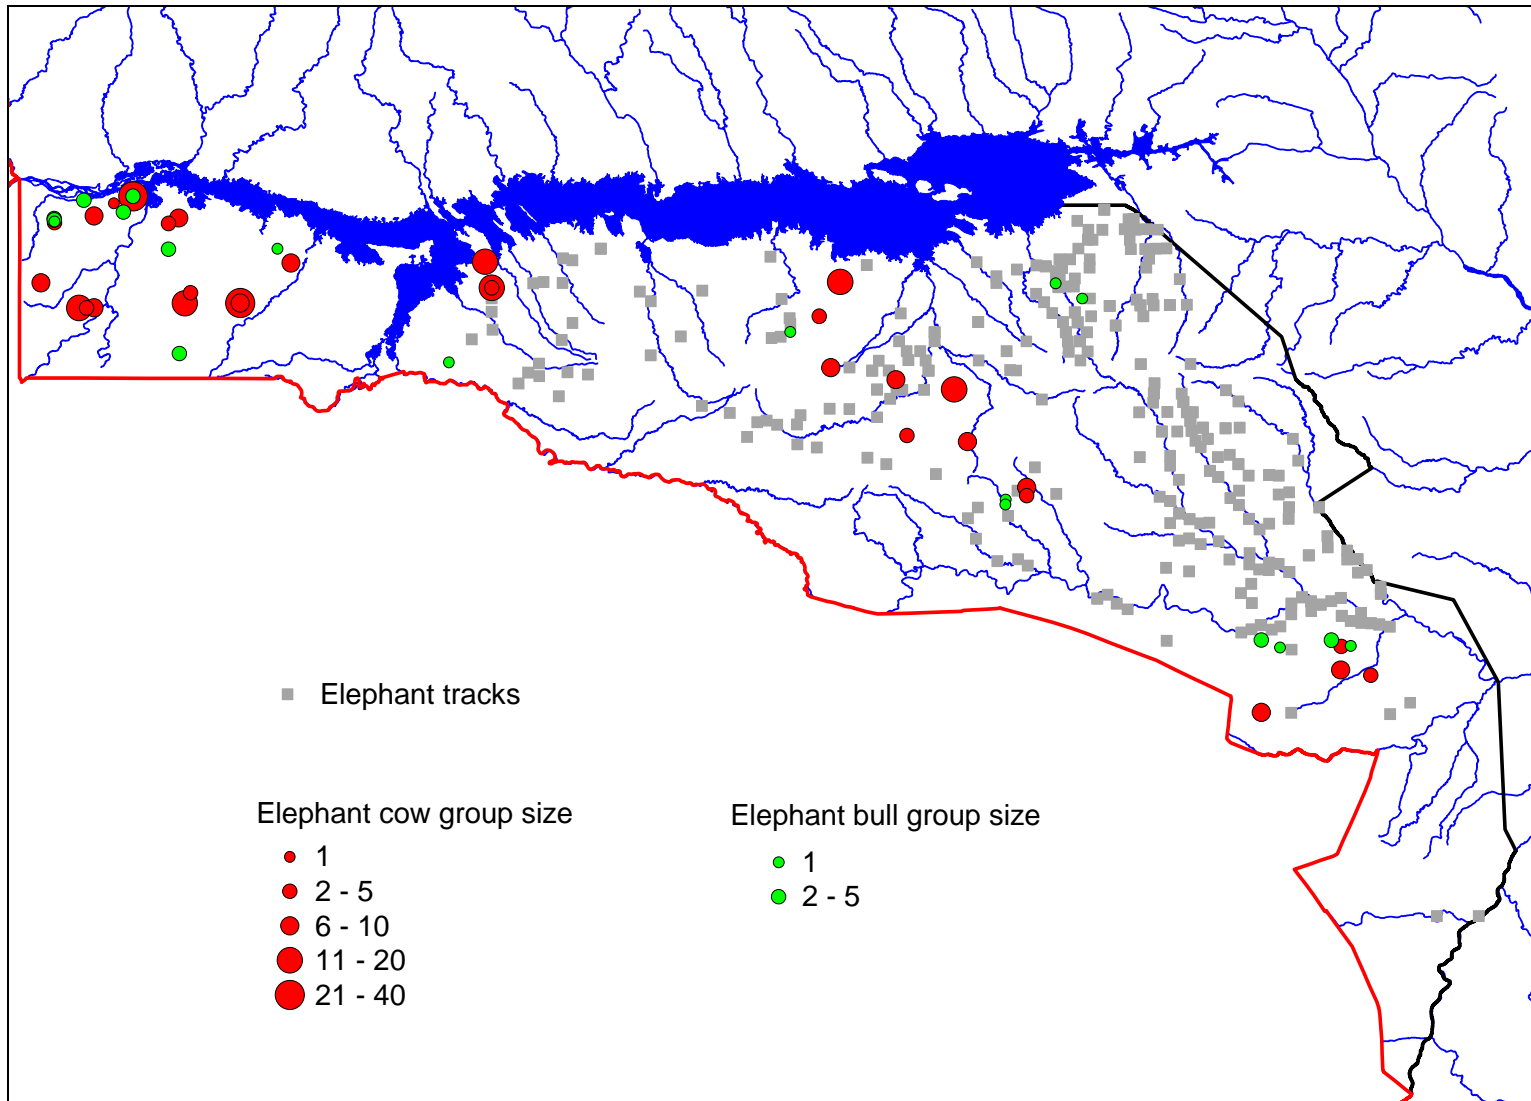 Elephant tracks
Elephant cow group size
1
2 - 5
6 - 10
11 - 20
21 - 40
Elephant bull group size
1
2 - 5